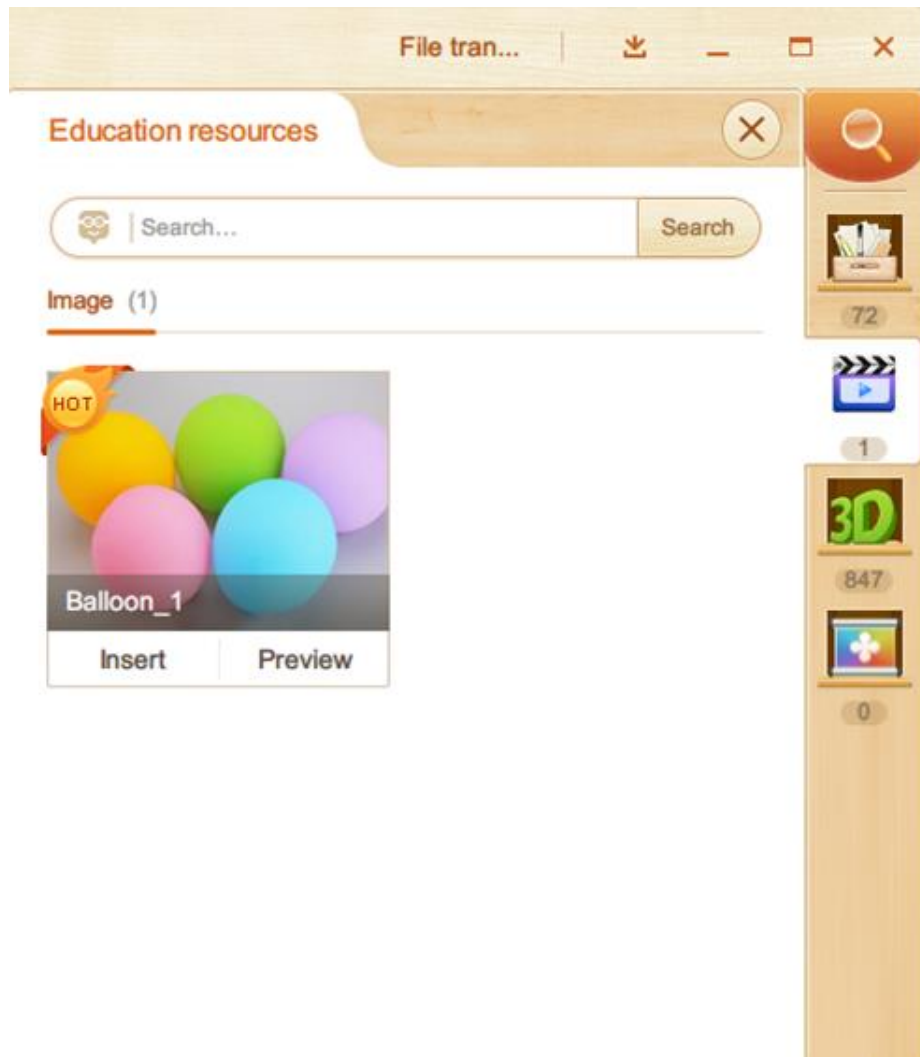 File tran...
Education resources
Search...
Search
Image (1)
72
HOT
1
3D
847
Balloon_1
Insert Preview
0